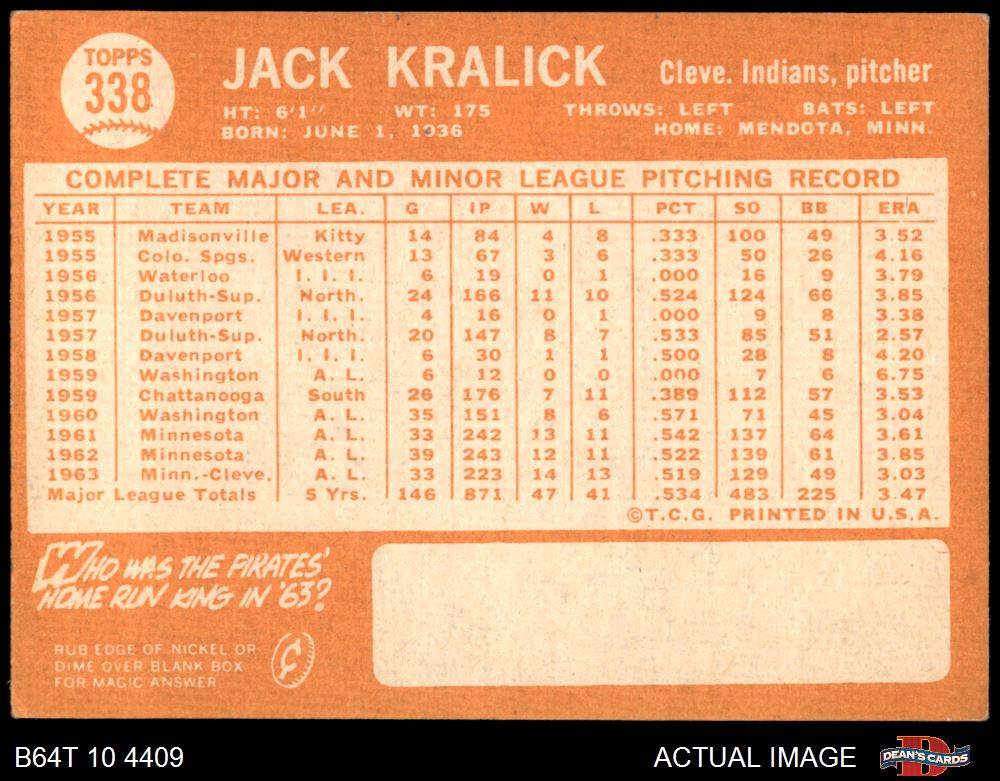 TOPPS
338
JACK KRALICK
Cleve. Indians, pitcher
HT: 6'1" WT: 175 THROWS: LEFT BATS: LEFT
BORN: JUNE 1, 1936 HOME: MENDOTA, MINN.
COMPLETE MAJOR AND MINOR LEAGUE PITCHING RECORD
YEAR TEAM LEA. G IP W L PCT SO BB ERA
1955 Madisonville Kitty 14 84 4 8 .333 100 49 3.52
1955 Colo. Spgs. Western 13 67 3 6 .333 50 26 4.16
1956 Waterloo I. I. I. 6 19 0 1 .000 16 9 3.79
1956 Duluth-Sup. North. 24 166 11 10 .524 124 66 3.85
1957 Davenport I. I. I. 4 16 0 1 .000 9 8 3.38
1957 Duluth-Sup. North. 20 147 8 7 .533 85 51 2.57
1958 Davenport I. I. I. 6 30 1 1 .500 28 8 4.20
1959 Washington A. L. 6 12 0 0 .000 7 6 6.75
1959 Chattanooga South 26 176 7 11 .389 112 57 3.53
1960 Washington A. L. 35 151 8 6 .571 71 45 3.04
1961 Minnesota A. L. 33 242 13 11 .542 137 64 3.61
1962 Minnesota A. L. 39 243 12 11 .522 139 61 3.85
1963 Minn.-Cleve. A. L. 33 223 14 13 .519 129 49 3.03
Major League Totals 5 Yrs. 146 871 47 41 .534 483 225 3.47
©T.C.G. PRINTED IN U.S.A.
WHO WAS THE PIRATES'
HOME RUN KING IN '63?
RUB EDGE OF NICKEL OR
DIME OVER BLANK BOX
FOR MAGIC ANSWER
¢
B64T 10 4409
ACTUAL IMAGE
DEAN'S CARDS